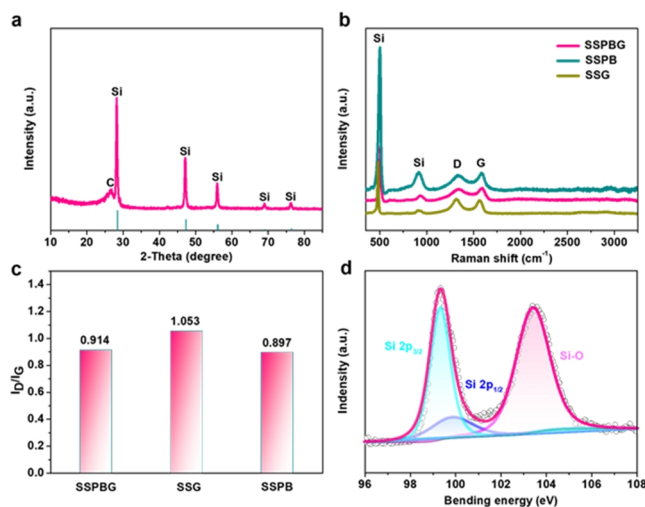 a
Intensity (a.u.)
C
Si
Si
Si
Si
Si
10 20 30 40 50 60 70 80
2-Theta (degree)
b
Intensity (a.u.)
Si
Si
D
G
SSPBG
SSPB
SSG
500 1000 1500 2000 2500 3000
Raman shift (cm⁻¹)
c
I_D/I_G
1.4
1.2
1.0
0.8
0.6
0.4
0.2
0.0
0.914
1.053
0.897
SSPBG SSG SSPB
d
Indensity (a.u.)
Si 2p3/2
Si 2p1/2
Si-O
96 98 100 102 104 106 108
Bending energy (eV)